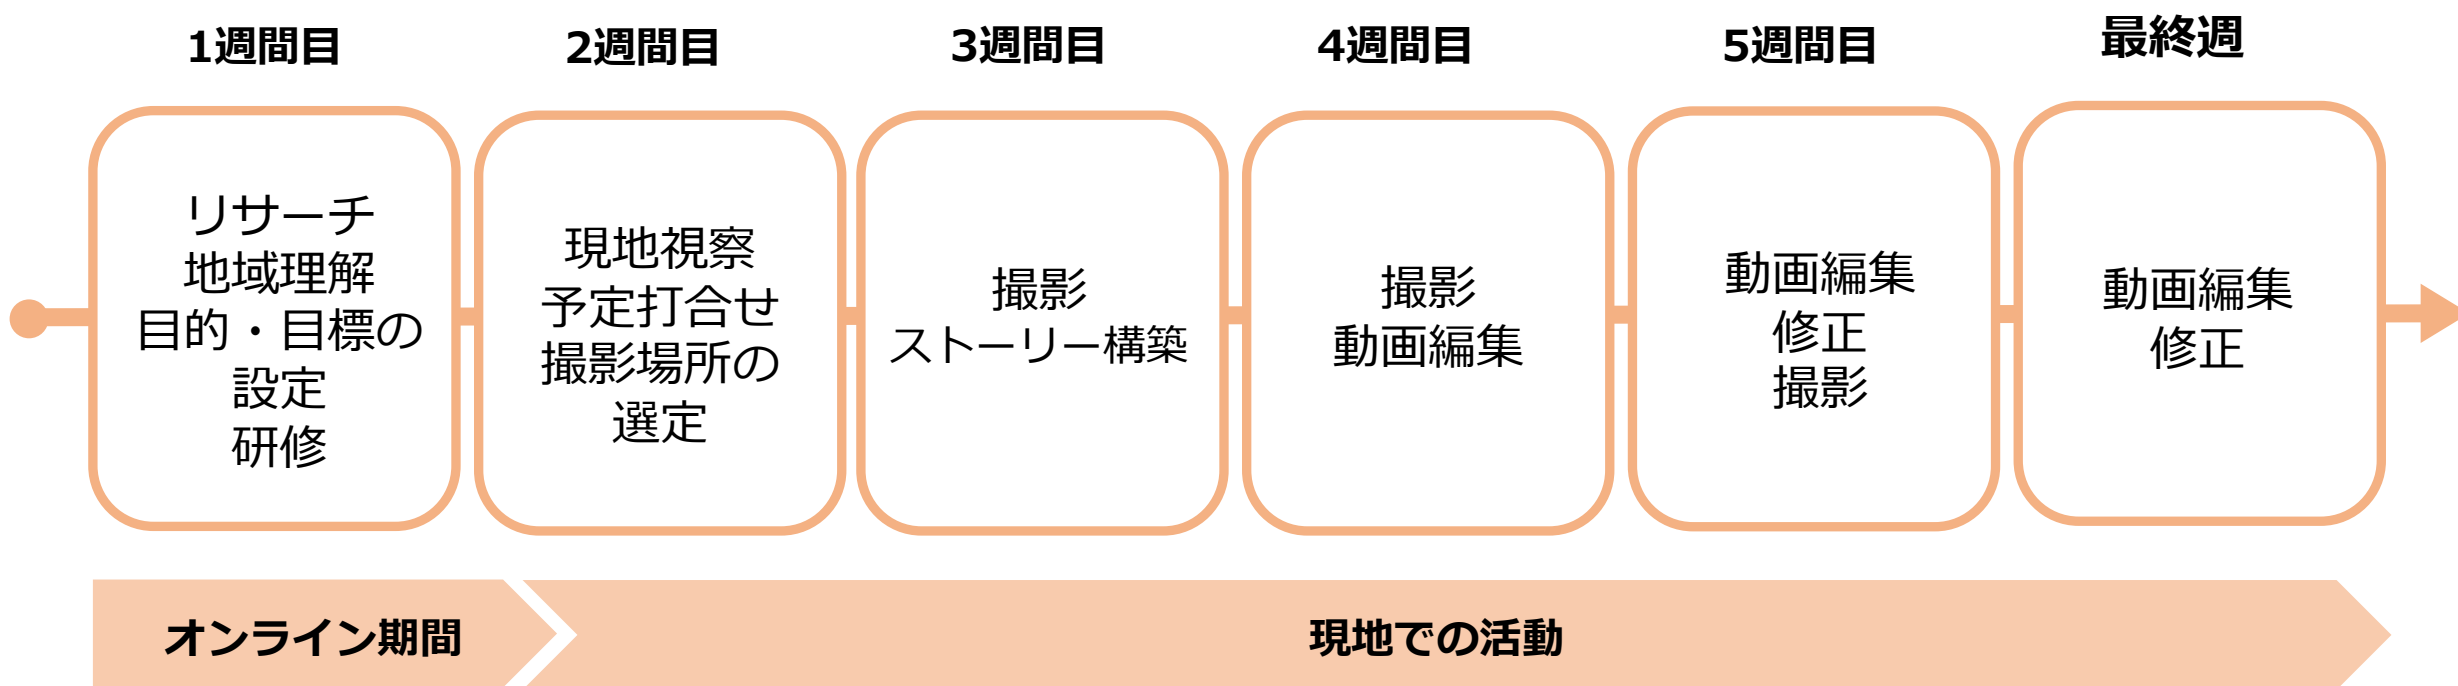 1週間目
2週間目
3週間目
4週間目
5週間目
最終週
リサーチ
地域理解
目的・目標の
設定
研修
現地視察
予定打合せ
撮影場所の
選定
撮影
ストーリー構築
撮影
動画編集
動画編集
修正
撮影
動画編集
修正
オンライン期間
現地での活動